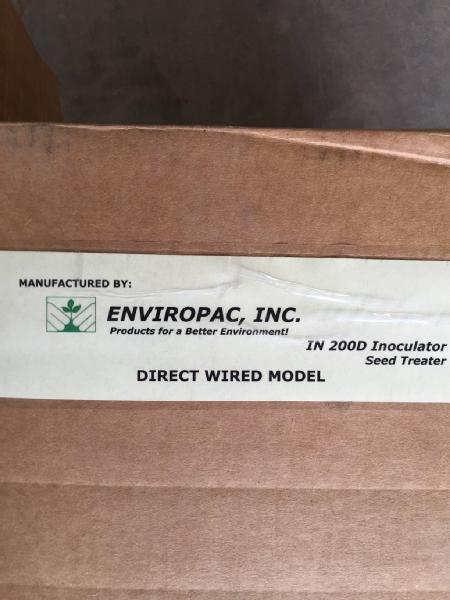 MANUFACTURED BY:
ENVIROPAC, INC.
Products for a Better Environment!
IN 200D Inoculator
Seed Treater
DIRECT WIRED MODEL